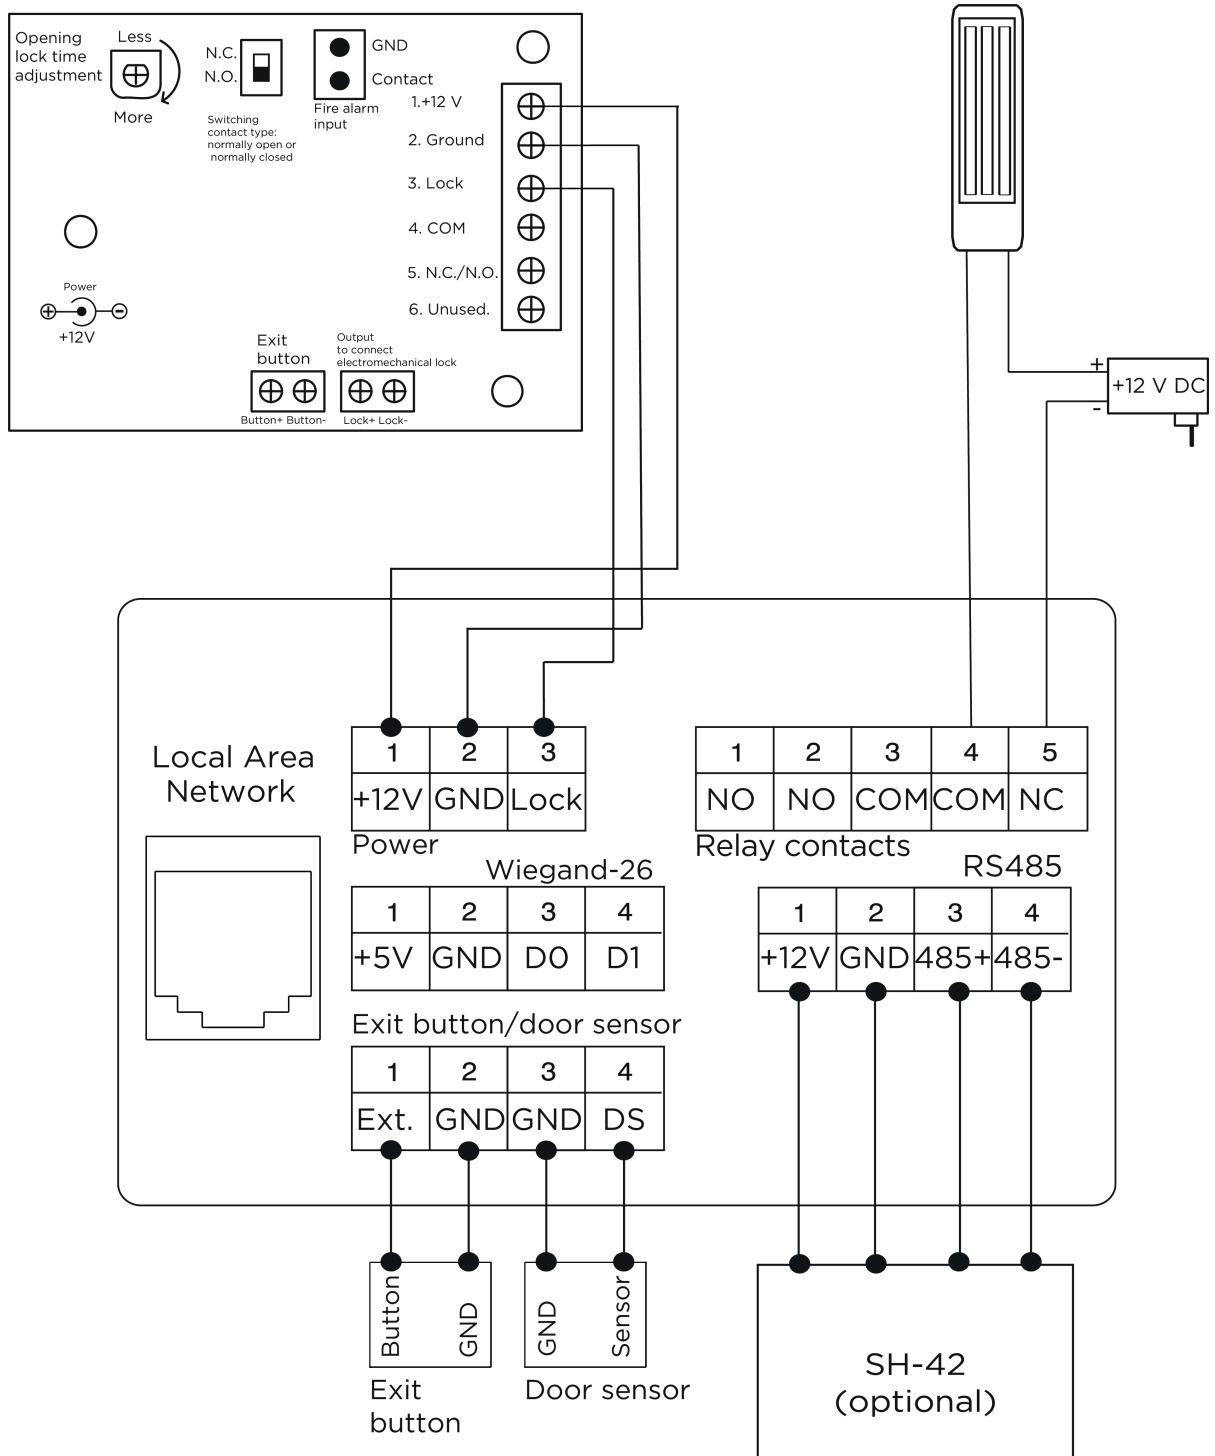 Opening
lock time
adjustment
Less
More
N.C.
N.O.
Switching
contact type:
normally open or
normally closed
GND
Contact
Fire alarm
input
1.+12 V
2. Ground
3. Lock
4. COM
5. N.C./N.O.
6. Unused.
Power
+12V
Exit
button
Button+ Button-
Output
to connect
electromechanical lock
Lock+ Lock-
+
-
+12 V DC
Local Area
Network
1 2 3
+12V GND Lock
Power
1 2 3 4 5
NO NO COM COM NC
Relay contacts
Wiegand-26
1 2 3 4
+5V GND D0 D1
RS485
1 2 3 4
+12V GND 485+ 485-
Exit button/door sensor
1 2 3 4
Ext. GND GND DS
Button
GND
GND
Sensor
Exit
button
Door sensor
SH-42
(optional)